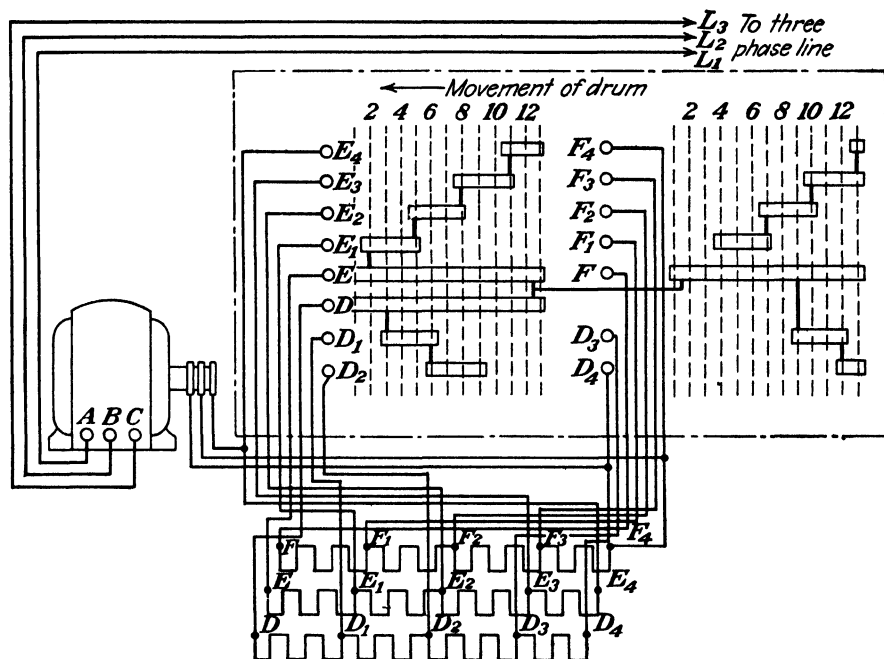 L₃ To three
L₂ phase line
L₁
Movement of drum
2 4 6 8 10 12
2 4 6 8 10 12
E₄ F₄
E₃ F₃
E₂ F₂
E₁ F₁
E F
D
D₁ D₃
D₂ D₄
A B C
F F₁ F₂ F₃ F₄
E E₁ E₂ E₃ E₄
D D₁ D₂ D₃ D₄